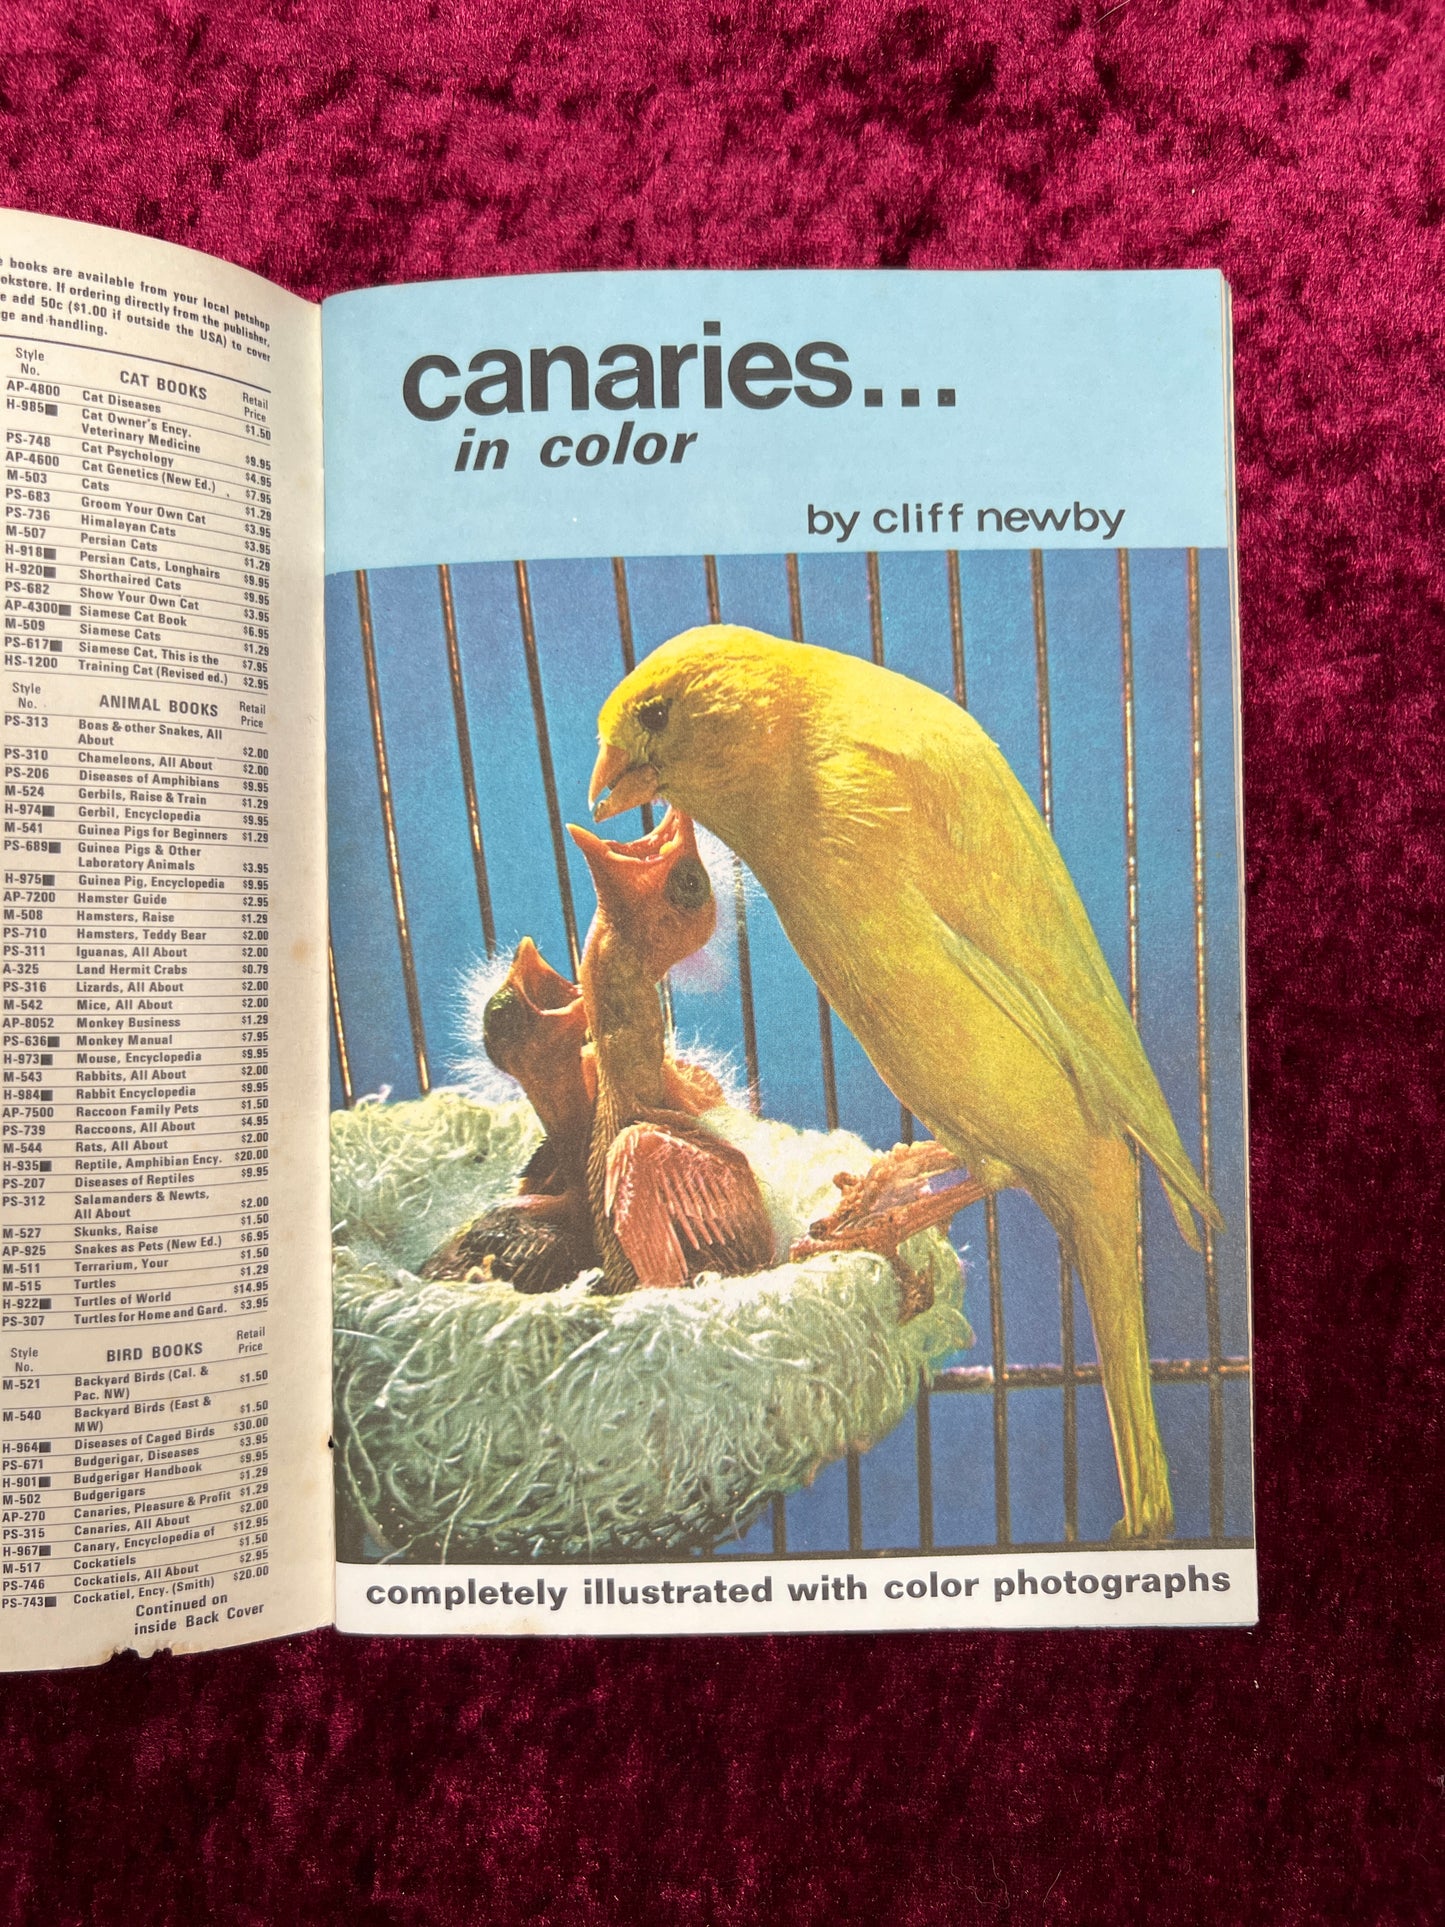 books are available from your local petshop
If ordering directly from the publisher,
add 50c ($1.00 if outside the USA) to cover
and handling.
Style No. CAT BOOKS Retail Price
AP-4800 Cat Diseases $1.50
H-985■ Cat Owner's Ency. Veterinary Medicine $9.95
PS-748 Cat Psychology $4.95
AP-4600 Cat Genetics (New Ed.) $7.95
M-503 Cats $1.29
PS-683 Groom Your Own Cat $3.95
PS-736 Himalayan Cats $3.95
M-507 Persian Cats $1.29
H-918■ Persian Cats, Longhairs $9.95
H-920■ Shorthaired Cats $9.95
PS-682 Show Your Own Cat $3.95
AP-4300■ Siamese Cat Book $6.95
M-509 Siamese Cats $1.29
PS-617■ Siamese Cat, This is the $7.95
HS-1200 Training Cat (Revised ed.) $2.95
Style No. ANIMAL BOOKS Retail Price
PS-313 Boas & other Snakes, All About $2.00
PS-310 Chameleons, All About $2.00
PS-206 Diseases of Amphibians $9.95
M-524 Gerbils, Raise & Train $1.29
H-974■ Gerbil, Encyclopedia $9.95
M-541 Guinea Pigs for Beginners $1.29
PS-689■ Guinea Pigs & Other Laboratory Animals $3.95
H-975■ Guinea Pig, Encyclopedia $9.95
AP-7200 Hamster Guide $2.95
M-508 Hamsters, Raise $1.29
PS-710 Hamsters, Teddy Bear $2.00
PS-311 Iguanas, All About $2.00
A-325 Land Hermit Crabs $0.79
PS-316 Lizards, All About $2.00
M-542 Mice, All About $2.00
AP-8052 Monkey Business $1.29
PS-636■ Monkey Manual $7.95
H-973■ Mouse, Encyclopedia $9.95
M-543 Rabbits, All About $2.00
H-984■ Rabbit Encyclopedia $9.95
AP-7500 Raccoon Family Pets $1.50
PS-739 Raccoons, All About $4.95
M-544 Rats, All About $2.00
H-935■ Reptile, Amphibian Ency. $20.00
PS-207 Diseases of Reptiles $9.95
PS-312 Salamanders & Newts, All About $2.00
M-527 Skunks, Raise $1.50
AP-925 Snakes as Pets (New Ed.) $6.95
M-511 Terrarium, Your $1.50
M-515 Turtles $1.29
H-922■ Turtles of World $14.95
PS-307 Turtles for Home and Gard. $3.95
Style No. BIRD BOOKS Retail Price
M-521 Backyard Birds (Cal. & Pac. NW) $1.50
M-540 Backyard Birds (East & MW) $1.50
H-964■ Diseases of Caged Birds $30.00
PS-671 Budgerigar, Diseases $3.95
H-901■ Budgerigar Handbook $9.95
M-502 Budgerigars $1.29
AP-270 Canaries, Pleasure & Profit $1.29
PS-315 Canaries, All About $2.00
H-967■ Canary, Encyclopedia of $12.95
M-517 Cockatiels $1.50
PS-746 Cockatiels, All About $2.95
PS-743■ Cockatiel, Ency. (Smith) $20.00
Continued on
inside Back Cover
canaries...
in color
by cliff newby
completely illustrated with color photographs